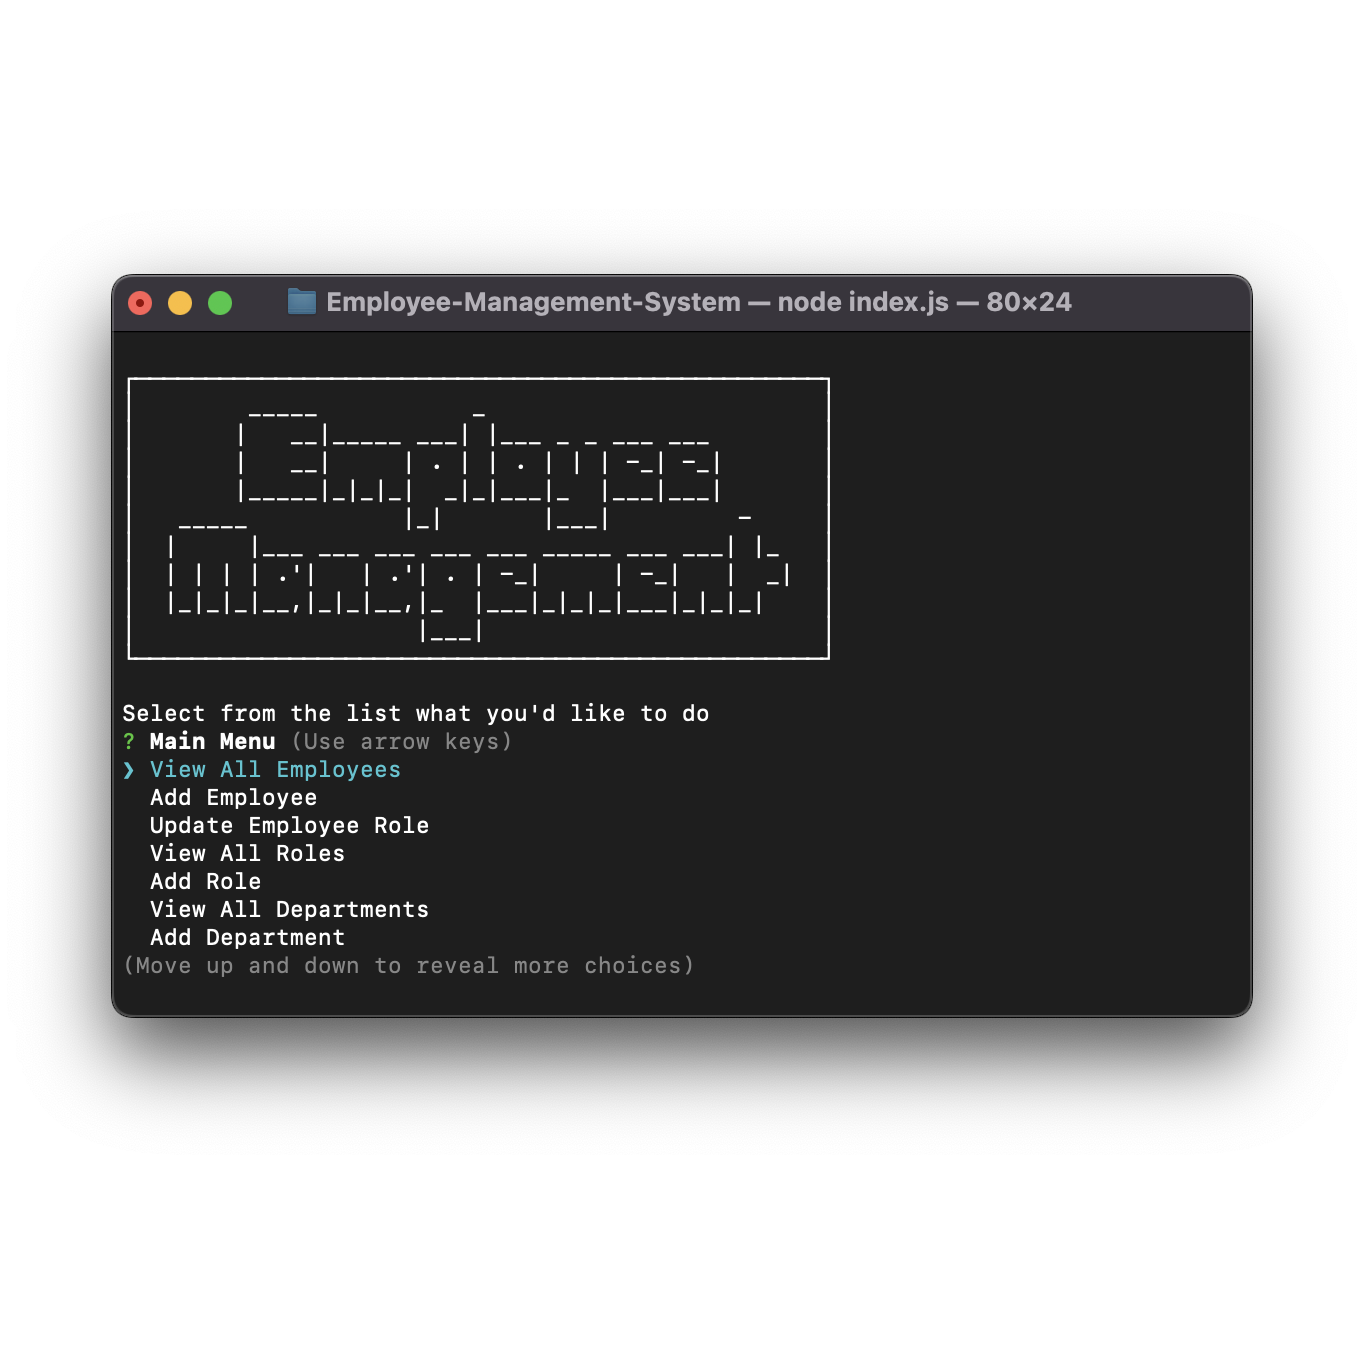 Employee-Management-System — node index.js — 80×24
Employee
Management
Select from the list what you'd like to do
? Main Menu (Use arrow keys)
❯ View All Employees
Add Employee
Update Employee Role
View All Roles
Add Role
View All Departments
Add Department
(Move up and down to reveal more choices)